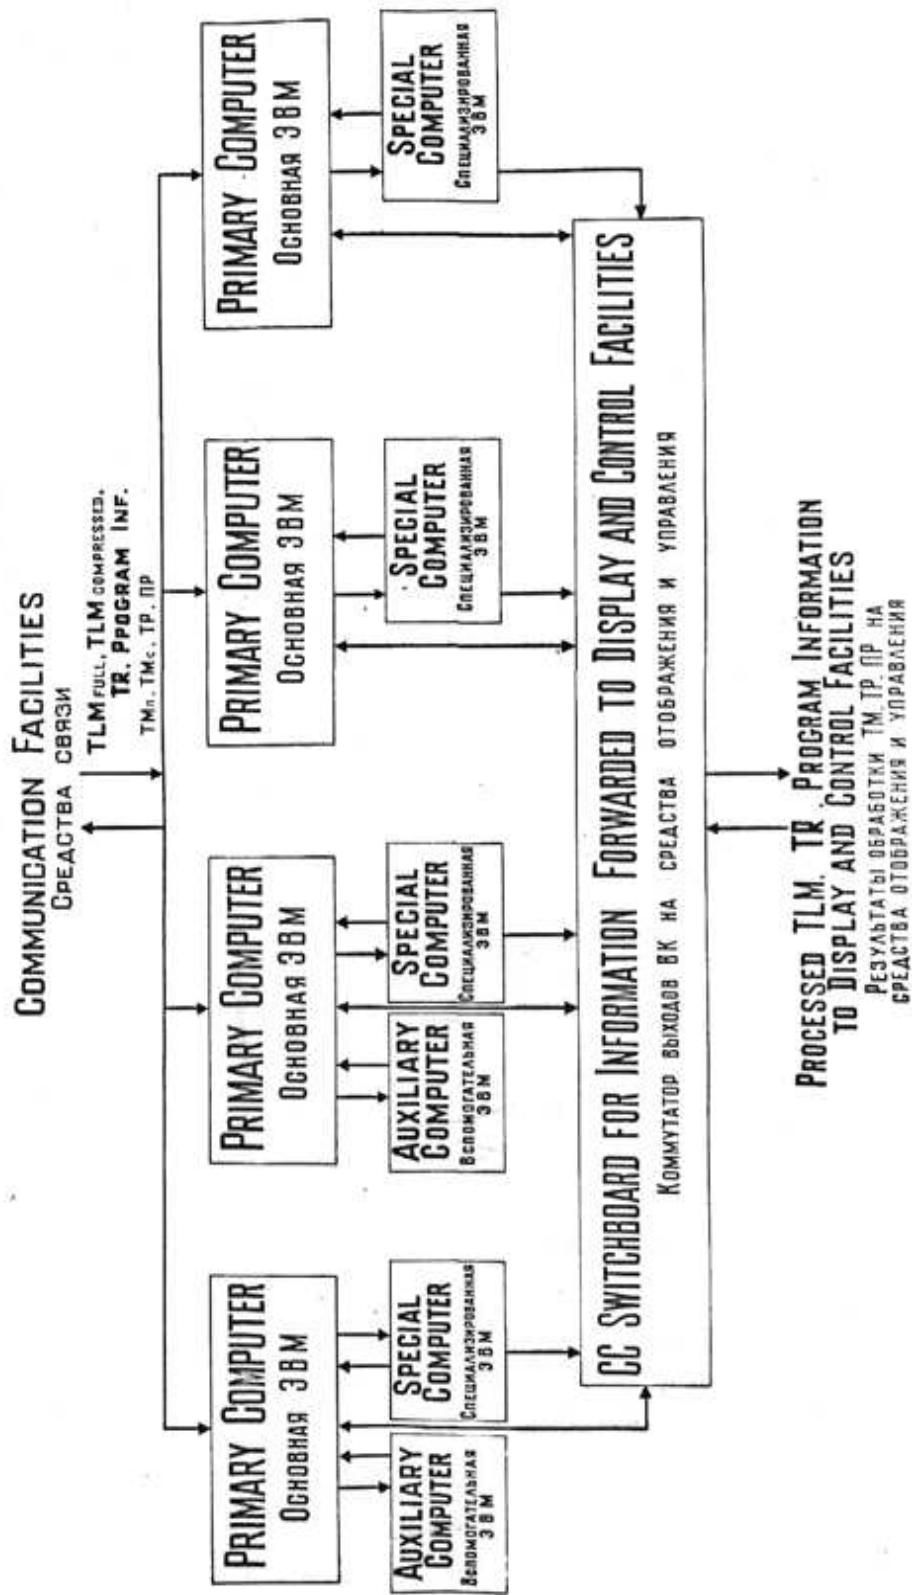 COMMUNICATION FACILITIES
СРЕДСТВА СВЯЗИ
TLM FULL, TLM COMPRESSED.
TR. PPROGRAM INF.
ТМп. ТМс, ТР. ПР
PRIMARY COMPUTER
ОСНОВНАЯ ЭВМ
PRIMARY COMPUTER
ОСНОВНАЯ ЭВМ
PRIMARY COMPUTER
ОСНОВНАЯ ЭВМ
PRIMARY COMPUTER
ОСНОВНАЯ ЭВМ
AUXILIARY
COMPUTER
ВСПОМОГАТЕЛЬНАЯ
ЭВМ
SPECIAL
COMPUTER
СПЕЦИАЛИЗИРОВАННАЯ
ЭВМ
AUXILIARY
COMPUTER
ВСПОМОГАТЕЛЬНАЯ
ЭВМ
SPECIAL
COMPUTER
СПЕЦИАЛИЗИРОВАННАЯ
ЭВМ
SPECIAL
COMPUTER
СПЕЦИАЛИЗИРОВАННАЯ
ЭВМ
SPECIAL
COMPUTER
СПЕЦИАЛИЗИРОВАННАЯ
ЭВМ
CC SWITCHBOARD FOR INFORMATION FORWARDED TO DISPLAY AND CONTROL FACILITIES
КОММУТАТОР ВЫХОДОВ ВК НА СРЕДСТВА ОТОБРАЖЕНИЯ И УПРАВЛЕНИЯ
PROCESSED TLM. TR. PROGRAM INFORMATION
TO DISPLAY AND CONTROL FACILITIES
РЕЗУЛЬТАТЫ ОБРАБОТКИ ТМ. ТР. ПР НА
СРЕДСТВА ОТОБРАЖЕНИЯ И УПРАВЛЕНИЯ